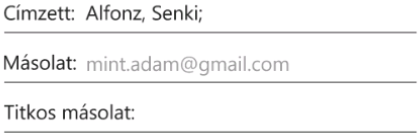 Címzett: Alfonz, Senki;
Másolat: mint.adam@gmail.com
Titkos másolat: